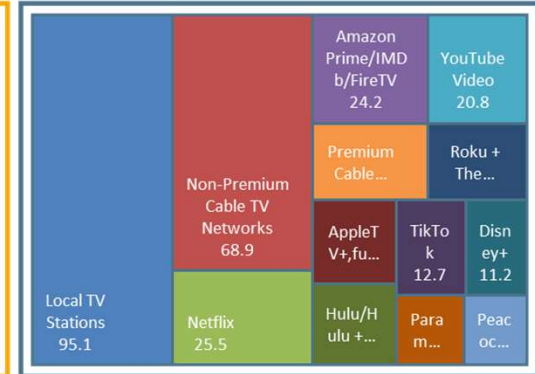 Local TV
Stations
95.1
Non-Premium
Cable TV
Networks
68.9
Netflix
25.5
Amazon
Prime/IMD
b/FireTV
24.2
YouTube
Video
20.8
Premium
Cable...
Roku +
The...
AppleT
V+,fu...
TikTo
k
12.7
Disn
ey+
11.2
Hulu/H
ulu +...
Para
m...
Peac
oc...